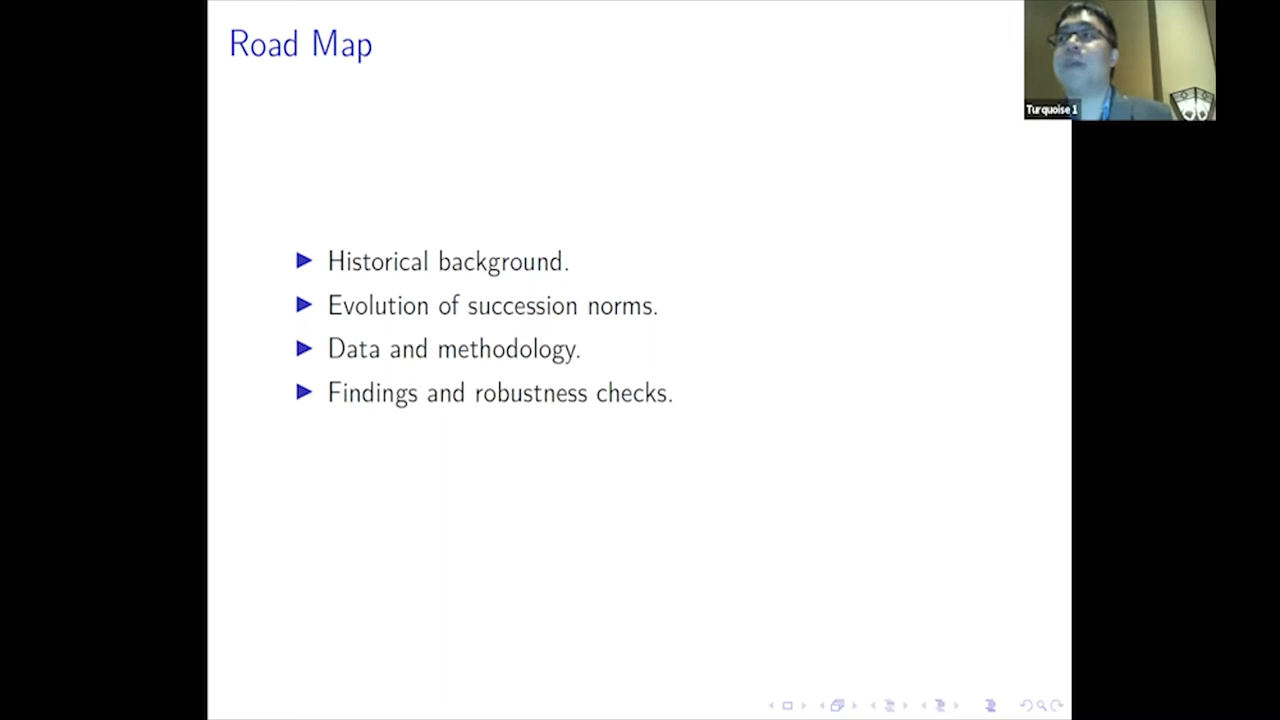 Road Map
Turquoise 1
Historical background.
Evolution of succession norms.
Data and methodology.
Findings and robustness checks.